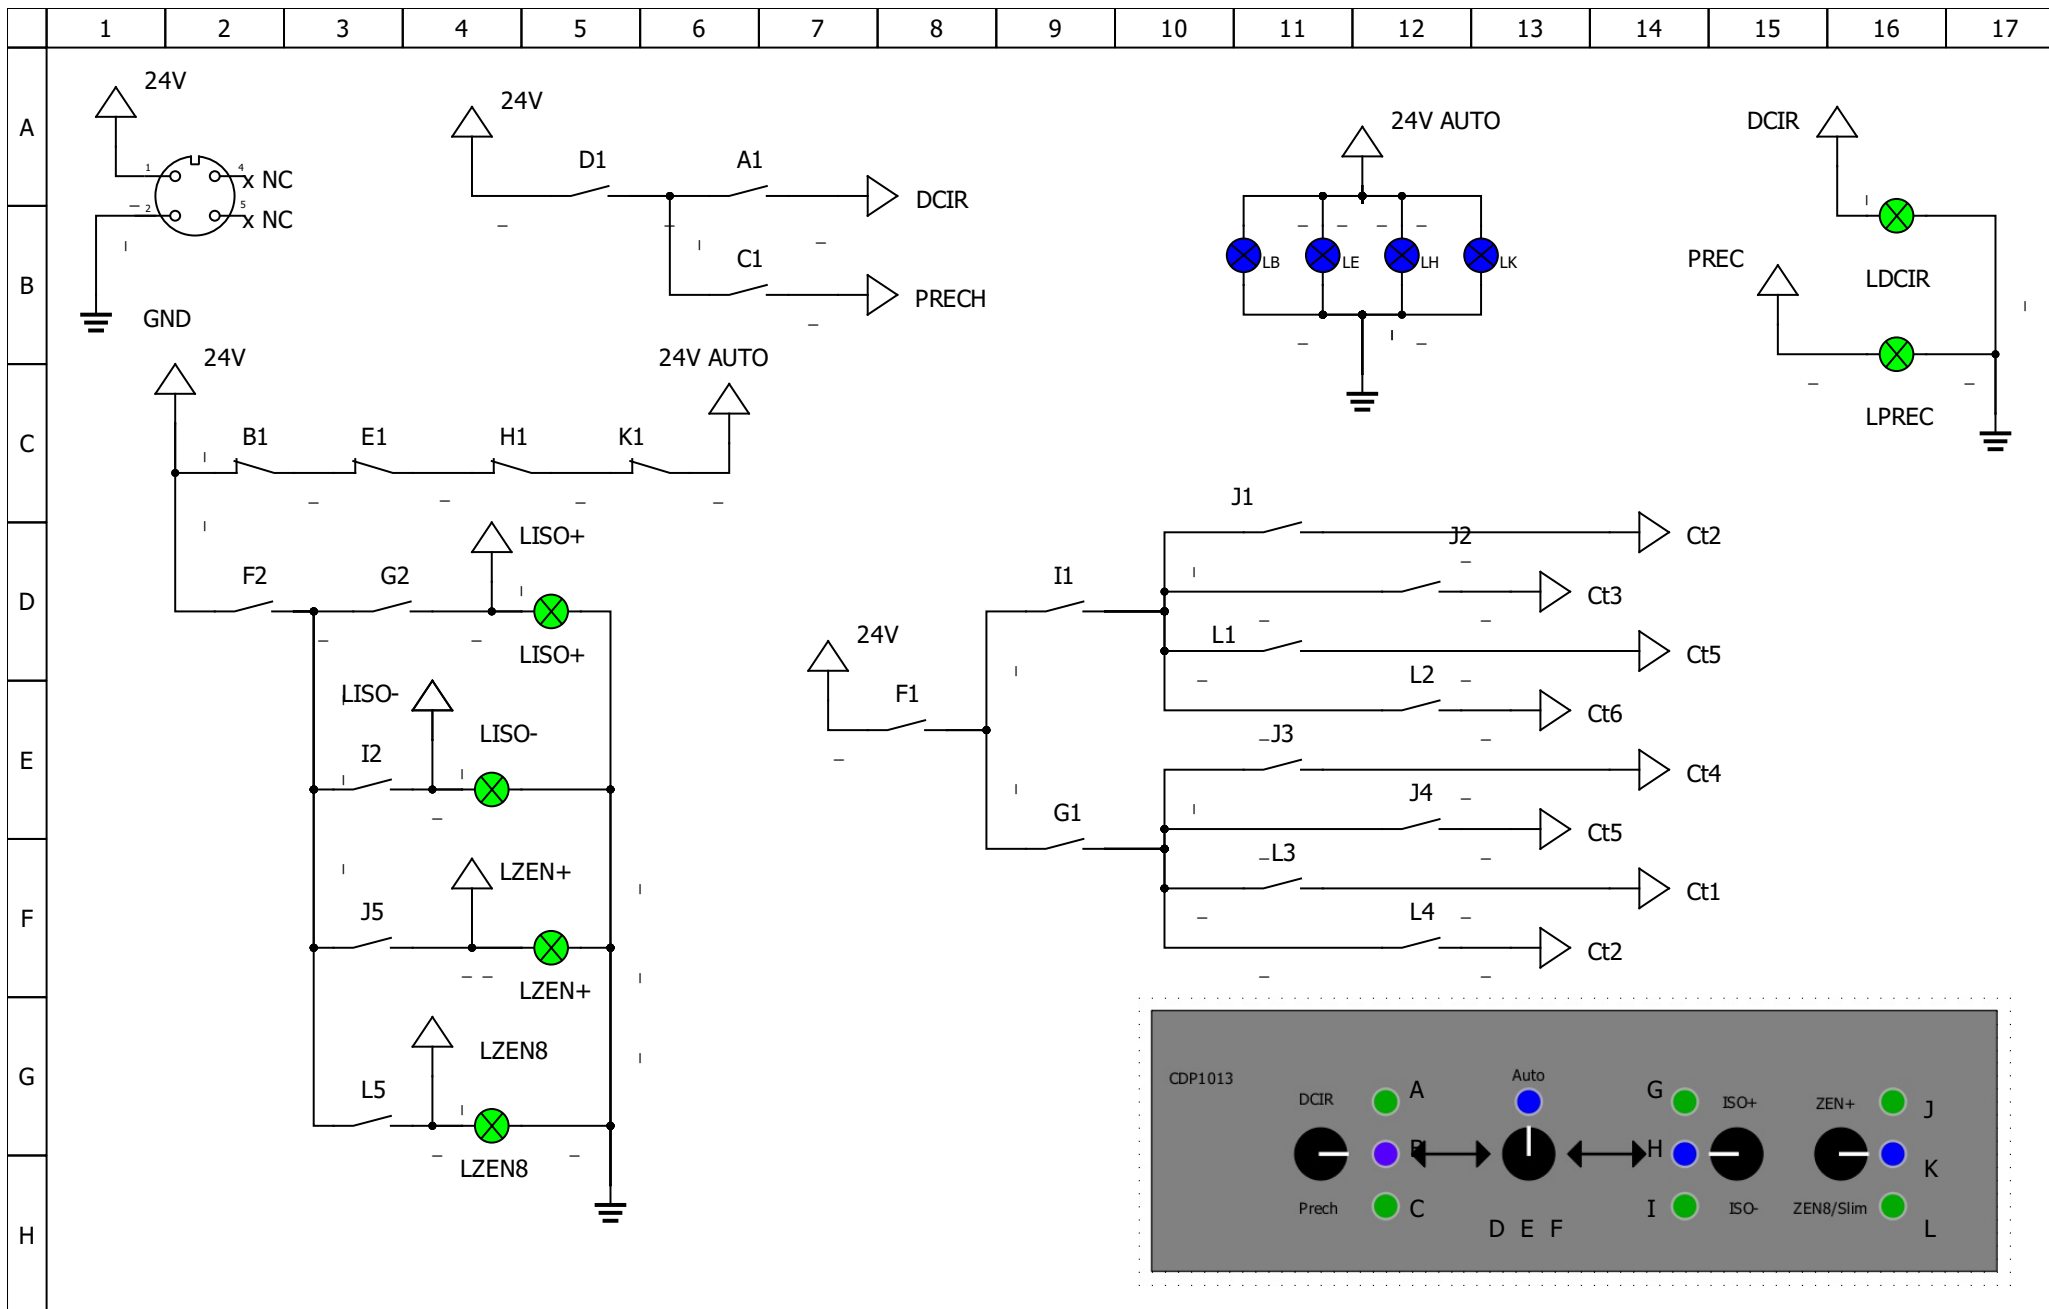 1 2 3 4 5 6 7 8 9 10 11 12 13 14 15 16 17
A
B
C
D
E
F
G
H
24V
1
2
4
5
x NC
x NC
GND
24V
D1
A1
DCIR
C1
PRECH
24V AUTO
LB
LE
LH
LK
DCIR
LDCIR
PREC
LPREC
24V
24V AUTO
B1
E1
H1
K1
F2
G2
LISO+
LISO+
LISO-
LISO-
I2
LZEN+
J5
LZEN+
LZEN8
L5
LZEN8
24V
F1
I1
G1
J1
Ct2
J2
Ct3
L1
Ct5
L2
Ct6
J3
Ct4
J4
Ct5
L3
Ct1
L4
Ct2
CDP1013
DCIR
A
B
Prech
C
Auto
D E F
G
ISO+
H
I
ISO-
ZEN+
J
K
ZEN8/Slim
L